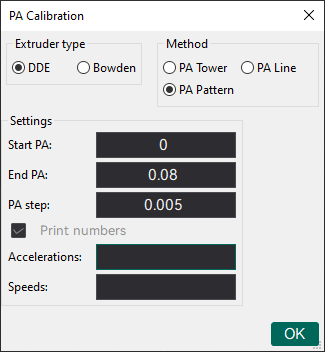 PA Calibration
Extruder type
DDE Bowden
Method
PA Tower PA Line
PA Pattern
Settings
Start PA: 0
End PA: 0.08
PA step: 0.005
Print numbers
Accelerations:
Speeds:
OK